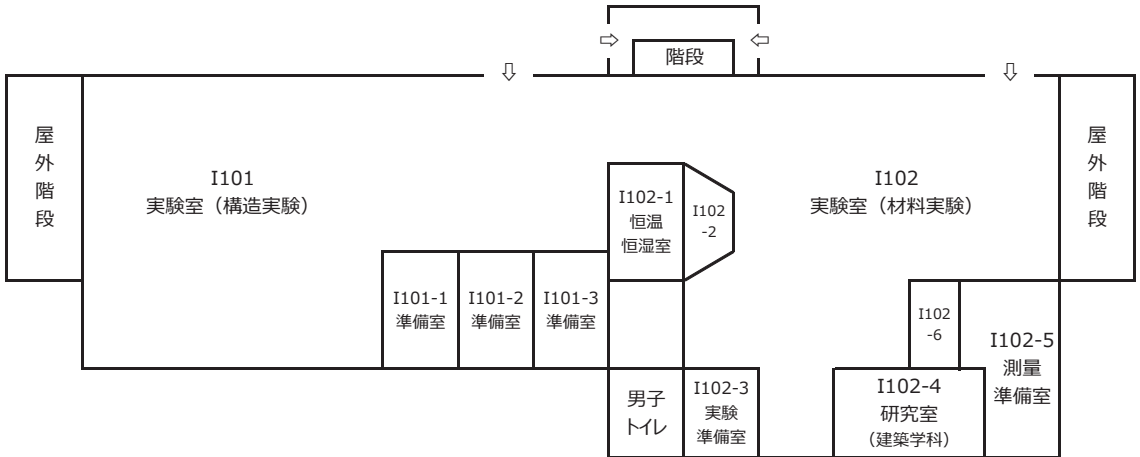 階段
屋外階段
I101
実験室（構造実験）
I102-1
恒温
恒湿室
I102
-2
I102
実験室（材料実験）
屋外階段
I101-1
準備室
I101-2
準備室
I101-3
準備室
I102
-6
I102-5
測量
準備室
男子
トイレ
I102-3
実験
準備室
I102-4
研究室
（建築学科）